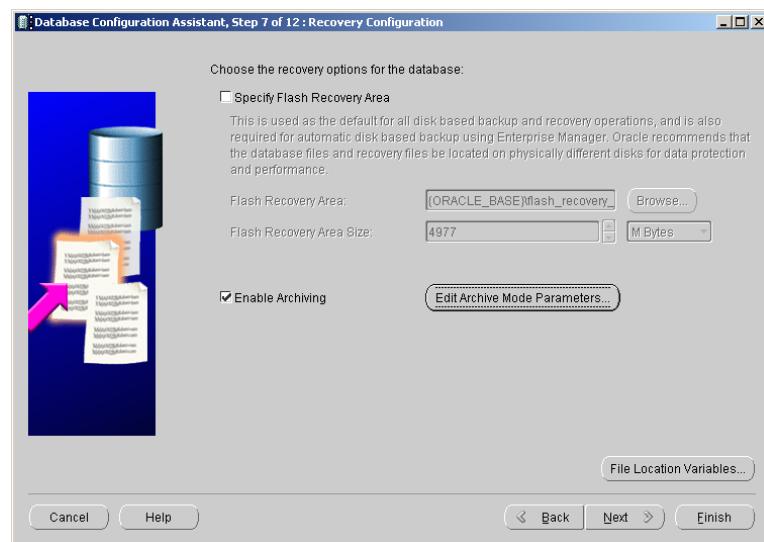 Database Configuration Assistant, Step 7 of 12 : Recovery Configuration
Choose the recovery options for the database:
Specify Flash Recovery Area
This is used as the default for all disk based backup and recovery operations, and is also
required for automatic disk based backup using Enterprise Manager. Oracle recommends that
the database files and recovery files be located on physically different disks for data protection
and performance.
Flash Recovery Area: {ORACLE_BASE}\flash_recovery_ Browse...
Flash Recovery Area Size: 4977 M Bytes
Enable Archiving Edit Archive Mode Parameters...
File Location Variables...
Cancel Help Back Next Finish